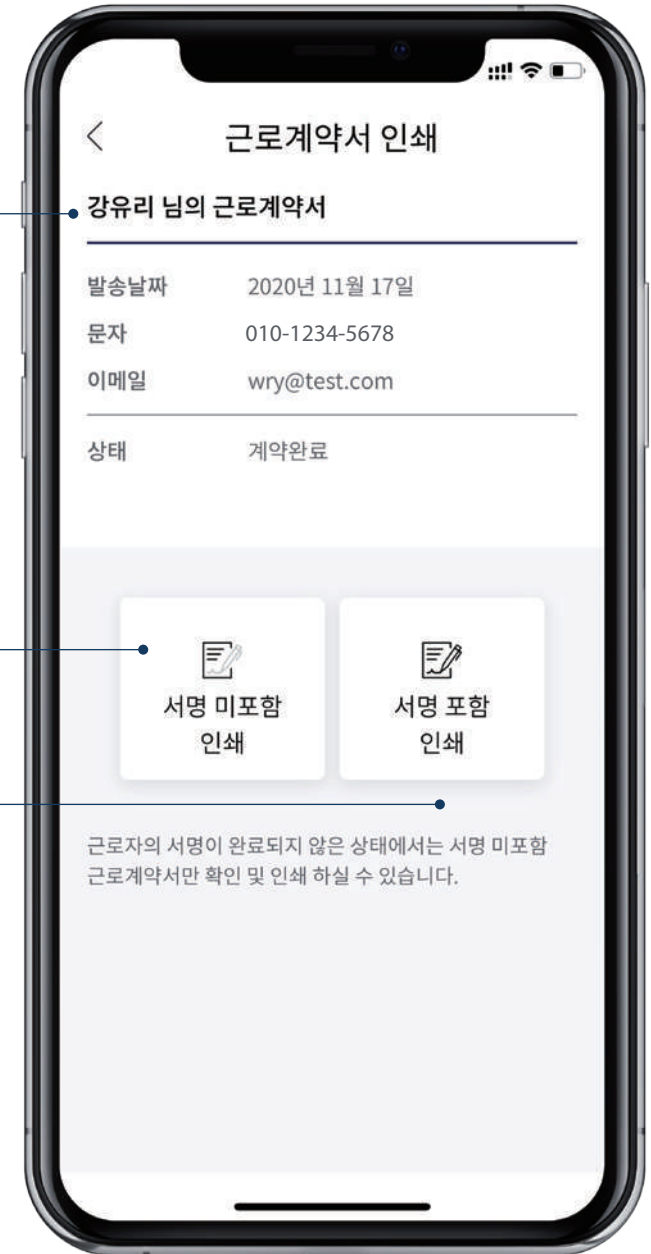 근로계약서 인쇄
강유리 님의 근로계약서
발송날짜 2020년 11월 17일
문자 010-1234-5678
이메일 wry@test.com
상태 계약완료
서명 미포함
인쇄
서명 포함
인쇄
근로자의 서명이 완료되지 않은 상태에서는 서명 미포함
근로계약서만 확인 및 인쇄 하실 수 있습니다.